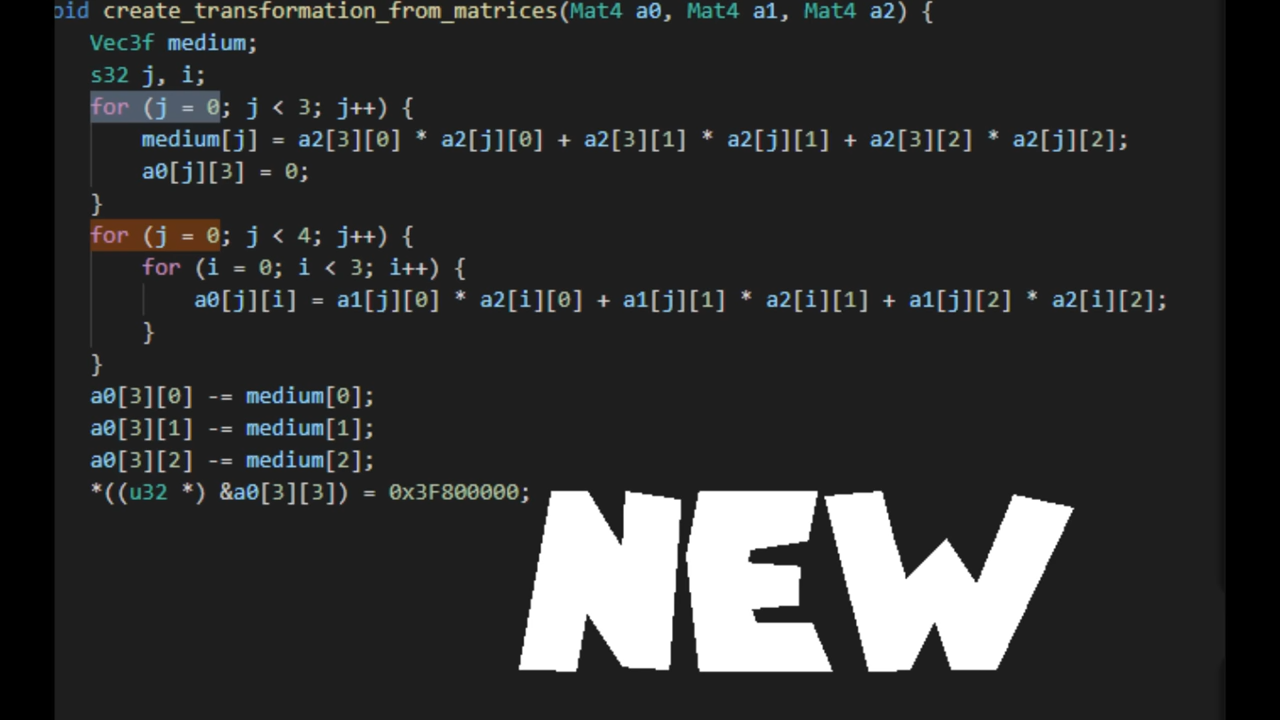 oid create_transformation_from_matrices(Mat4 a0, Mat4 a1, Mat4 a2) {
Vec3f medium;
s32 j, i;
for (j = 0; j < 3; j++) {
medium[j] = a2[3][0] * a2[j][0] + a2[3][1] * a2[j][1] + a2[3][2] * a2[j][2];
a0[j][3] = 0;
}
for (j = 0; j < 4; j++) {
for (i = 0; i < 3; i++) {
a0[j][i] = a1[j][0] * a2[i][0] + a1[j][1] * a2[i][1] + a1[j][2] * a2[i][2];
}
}
a0[3][0] -= medium[0];
a0[3][1] -= medium[1];
a0[3][2] -= medium[2];
*((u32 *) &a0[3][3]) = 0x3F800000;
NEW